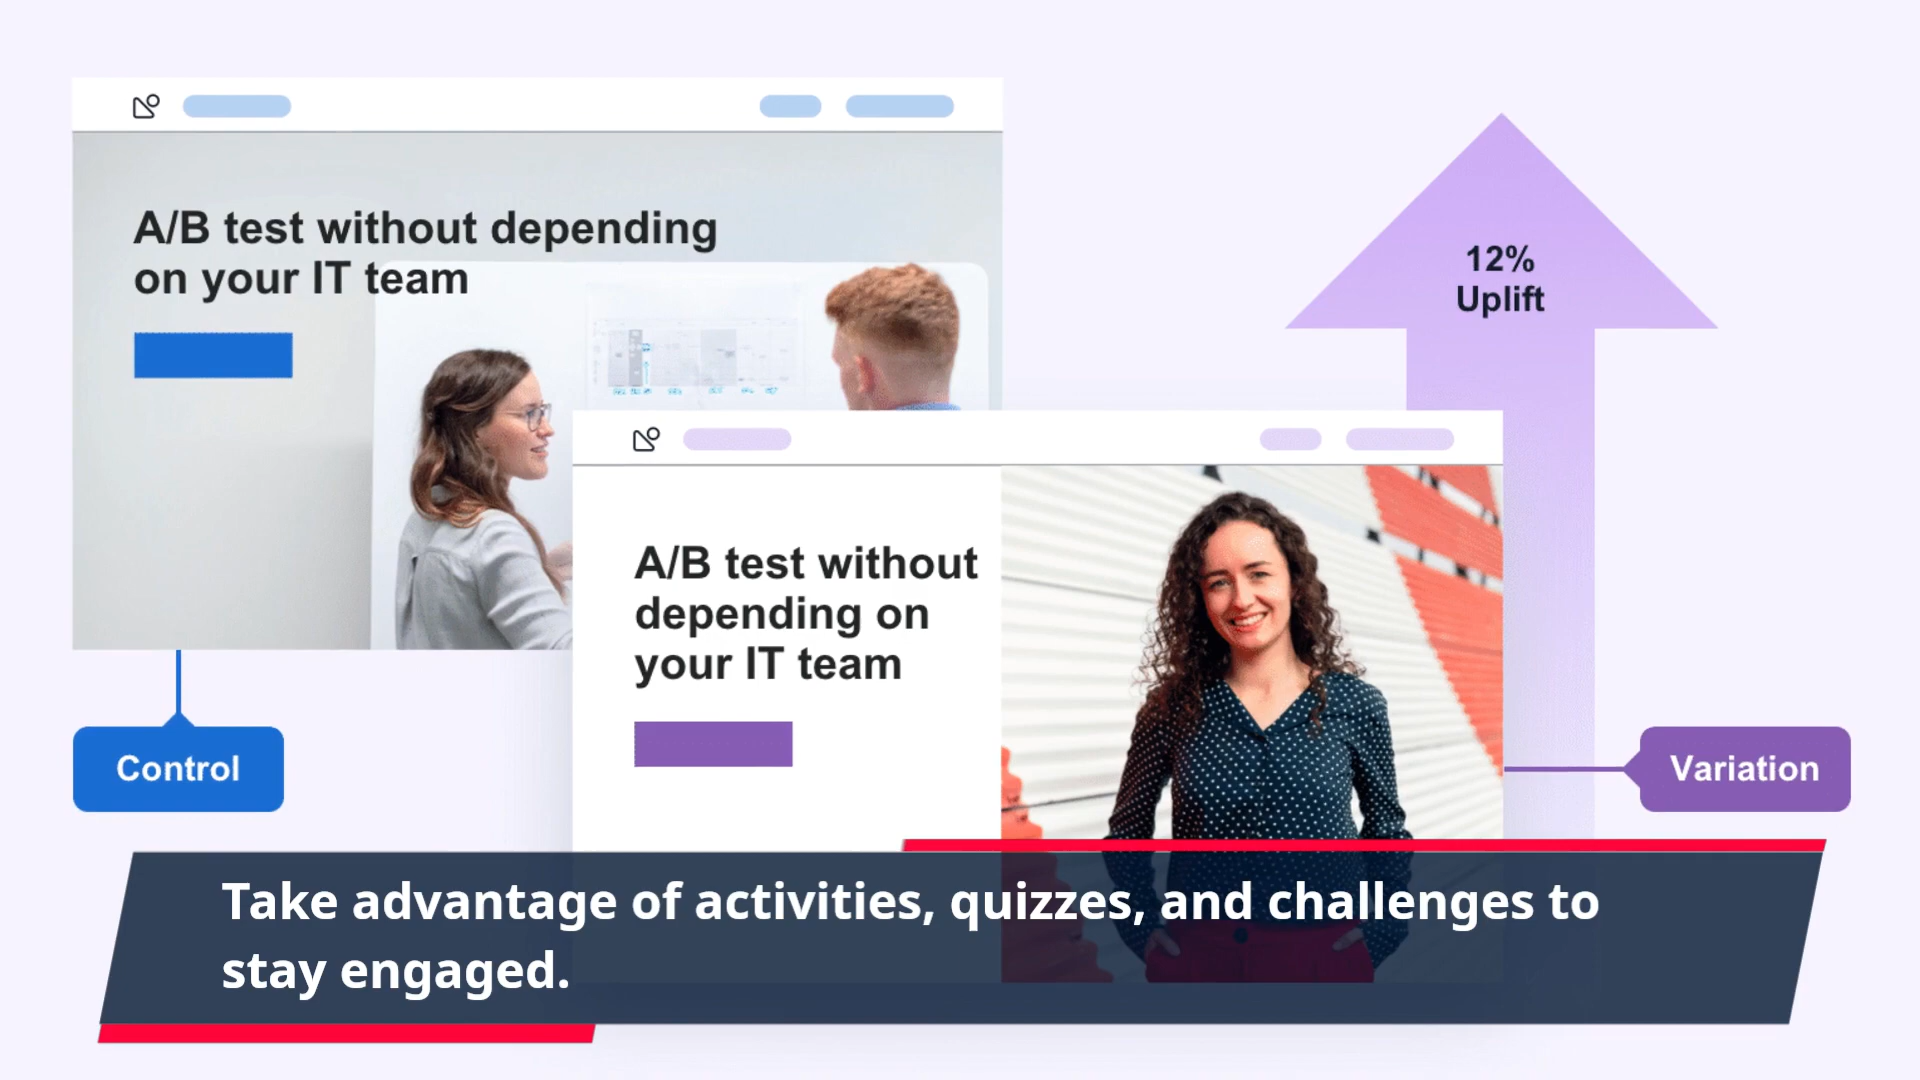 A/B test without depending
on your IT team
12%
Uplift
A/B test without
depending on
your IT team
Control
Variation
Take advantage of activities, quizzes, and challenges to
stay engaged.